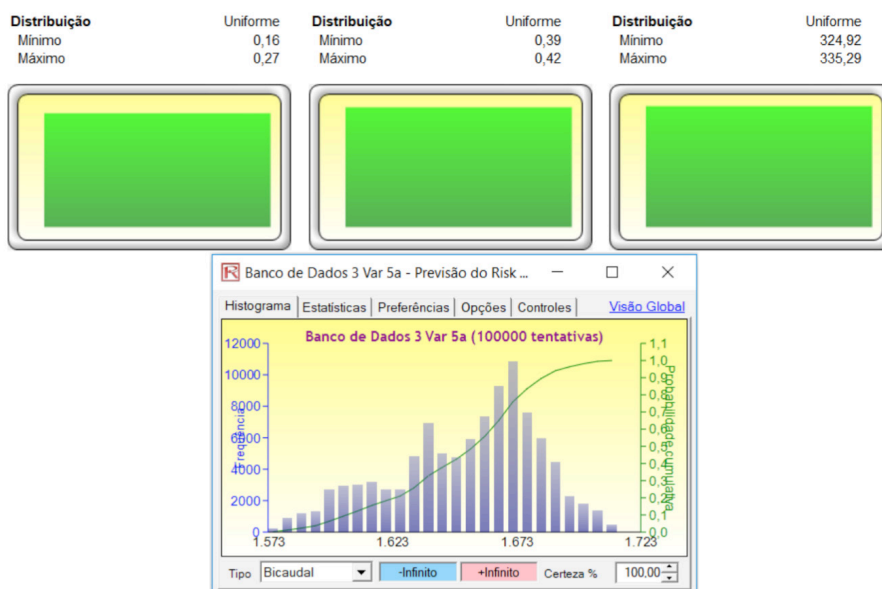 Distribuição Uniforme
Mínimo 0,16
Máximo 0,27
Distribuição Uniforme
Mínimo 0,39
Máximo 0,42
Distribuição Uniforme
Mínimo 324,92
Máximo 335,29
Banco de Dados 3 Var 5a - Previsão do Risk ...
Histograma Estatísticas Preferências Opções Controles Visão Global
Banco de Dados 3 Var 5a (100000 tentativas)
12000
10000
8000
6000
4000
2000
0
Frequência
1,1
1,0
0,9
0,8
0,7
0,6
0,5
0,4
0,3
0,2
0,1
0,0
Probabilidade cumulativa
1.573 1.623 1.673 1.723
Tipo Bicaudal -Infinito +Infinito Certeza % 100,00